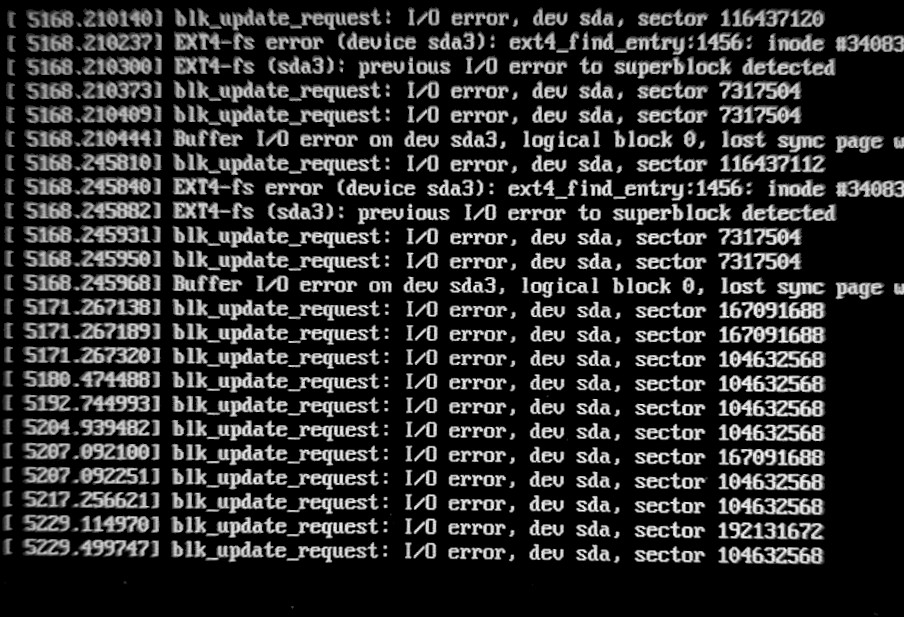 [ 5168.210140] blk_update_request: I/O error, dev sda, sector 116437120
[ 5168.210237] EXT4-fs error (device sda3): ext4_find_entry:1456: inode #34083
[ 5168.210300] EXT4-fs (sda3): previous I/O error to superblock detected
[ 5168.210373] blk_update_request: I/O error, dev sda, sector 7317504
[ 5168.210409] blk_update_request: I/O error, dev sda, sector 7317504
[ 5168.210444] Buffer I/O error on dev sda3, logical block 0, lost sync page w
[ 5168.245810] blk_update_request: I/O error, dev sda, sector 116437112
[ 5168.245840] EXT4-fs error (device sda3): ext4_find_entry:1456: inode #34083
[ 5168.245882] EXT4-fs (sda3): previous I/O error to superblock detected
[ 5168.245931] blk_update_request: I/O error, dev sda, sector 7317504
[ 5168.245950] blk_update_request: I/O error, dev sda, sector 7317504
[ 5168.245968] Buffer I/O error on dev sda3, logical block 0, lost sync page w
[ 5171.267138] blk_update_request: I/O error, dev sda, sector 167091688
[ 5171.267189] blk_update_request: I/O error, dev sda, sector 167091688
[ 5171.267320] blk_update_request: I/O error, dev sda, sector 104632568
[ 5180.474488] blk_update_request: I/O error, dev sda, sector 104632568
[ 5192.744993] blk_update_request: I/O error, dev sda, sector 104632568
[ 5204.939482] blk_update_request: I/O error, dev sda, sector 104632568
[ 5207.092100] blk_update_request: I/O error, dev sda, sector 167091688
[ 5207.092251] blk_update_request: I/O error, dev sda, sector 104632568
[ 5217.256621] blk_update_request: I/O error, dev sda, sector 104632568
[ 5229.114970] blk_update_request: I/O error, dev sda, sector 192131672
[ 5229.499747] blk_update_request: I/O error, dev sda, sector 104632568